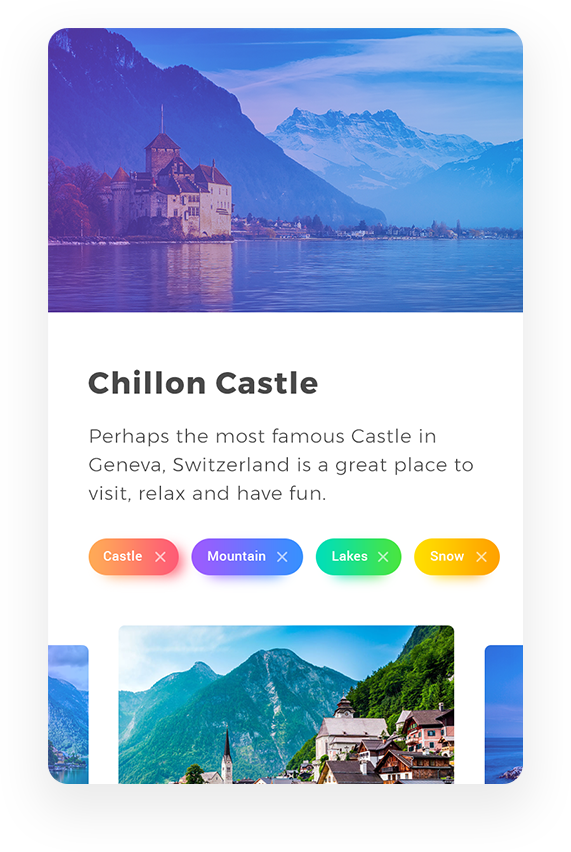 Chillon Castle
Perhaps the most famous Castle in
Geneva, Switzerland is a great place to
visit, relax and have fun.
Castle
Mountain
Lakes
Snow